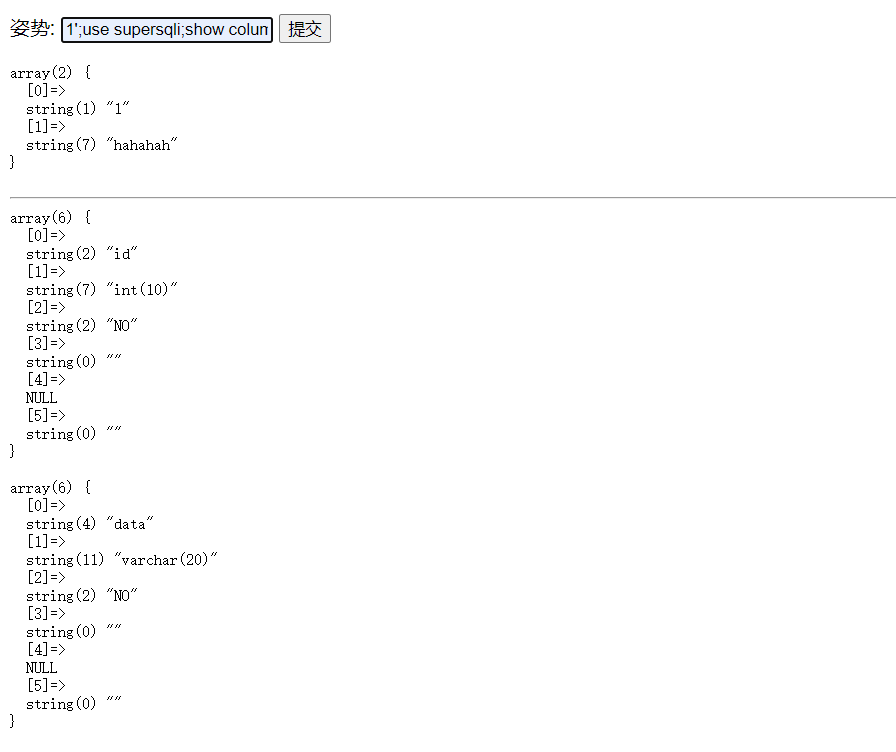 姿势: 1';use supersqli;show colum 提交
array(2) {
  [0]=>
  string(1) "1"
  [1]=>
  string(7) "hahahah"
}
array(6) {
  [0]=>
  string(2) "id"
  [1]=>
  string(7) "int(10)"
  [2]=>
  string(2) "NO"
  [3]=>
  string(0) ""
  [4]=>
  NULL
  [5]=>
  string(0) ""
}
array(6) {
  [0]=>
  string(4) "data"
  [1]=>
  string(11) "varchar(20)"
  [2]=>
  string(2) "NO"
  [3]=>
  string(0) ""
  [4]=>
  NULL
  [5]=>
  string(0) ""
}